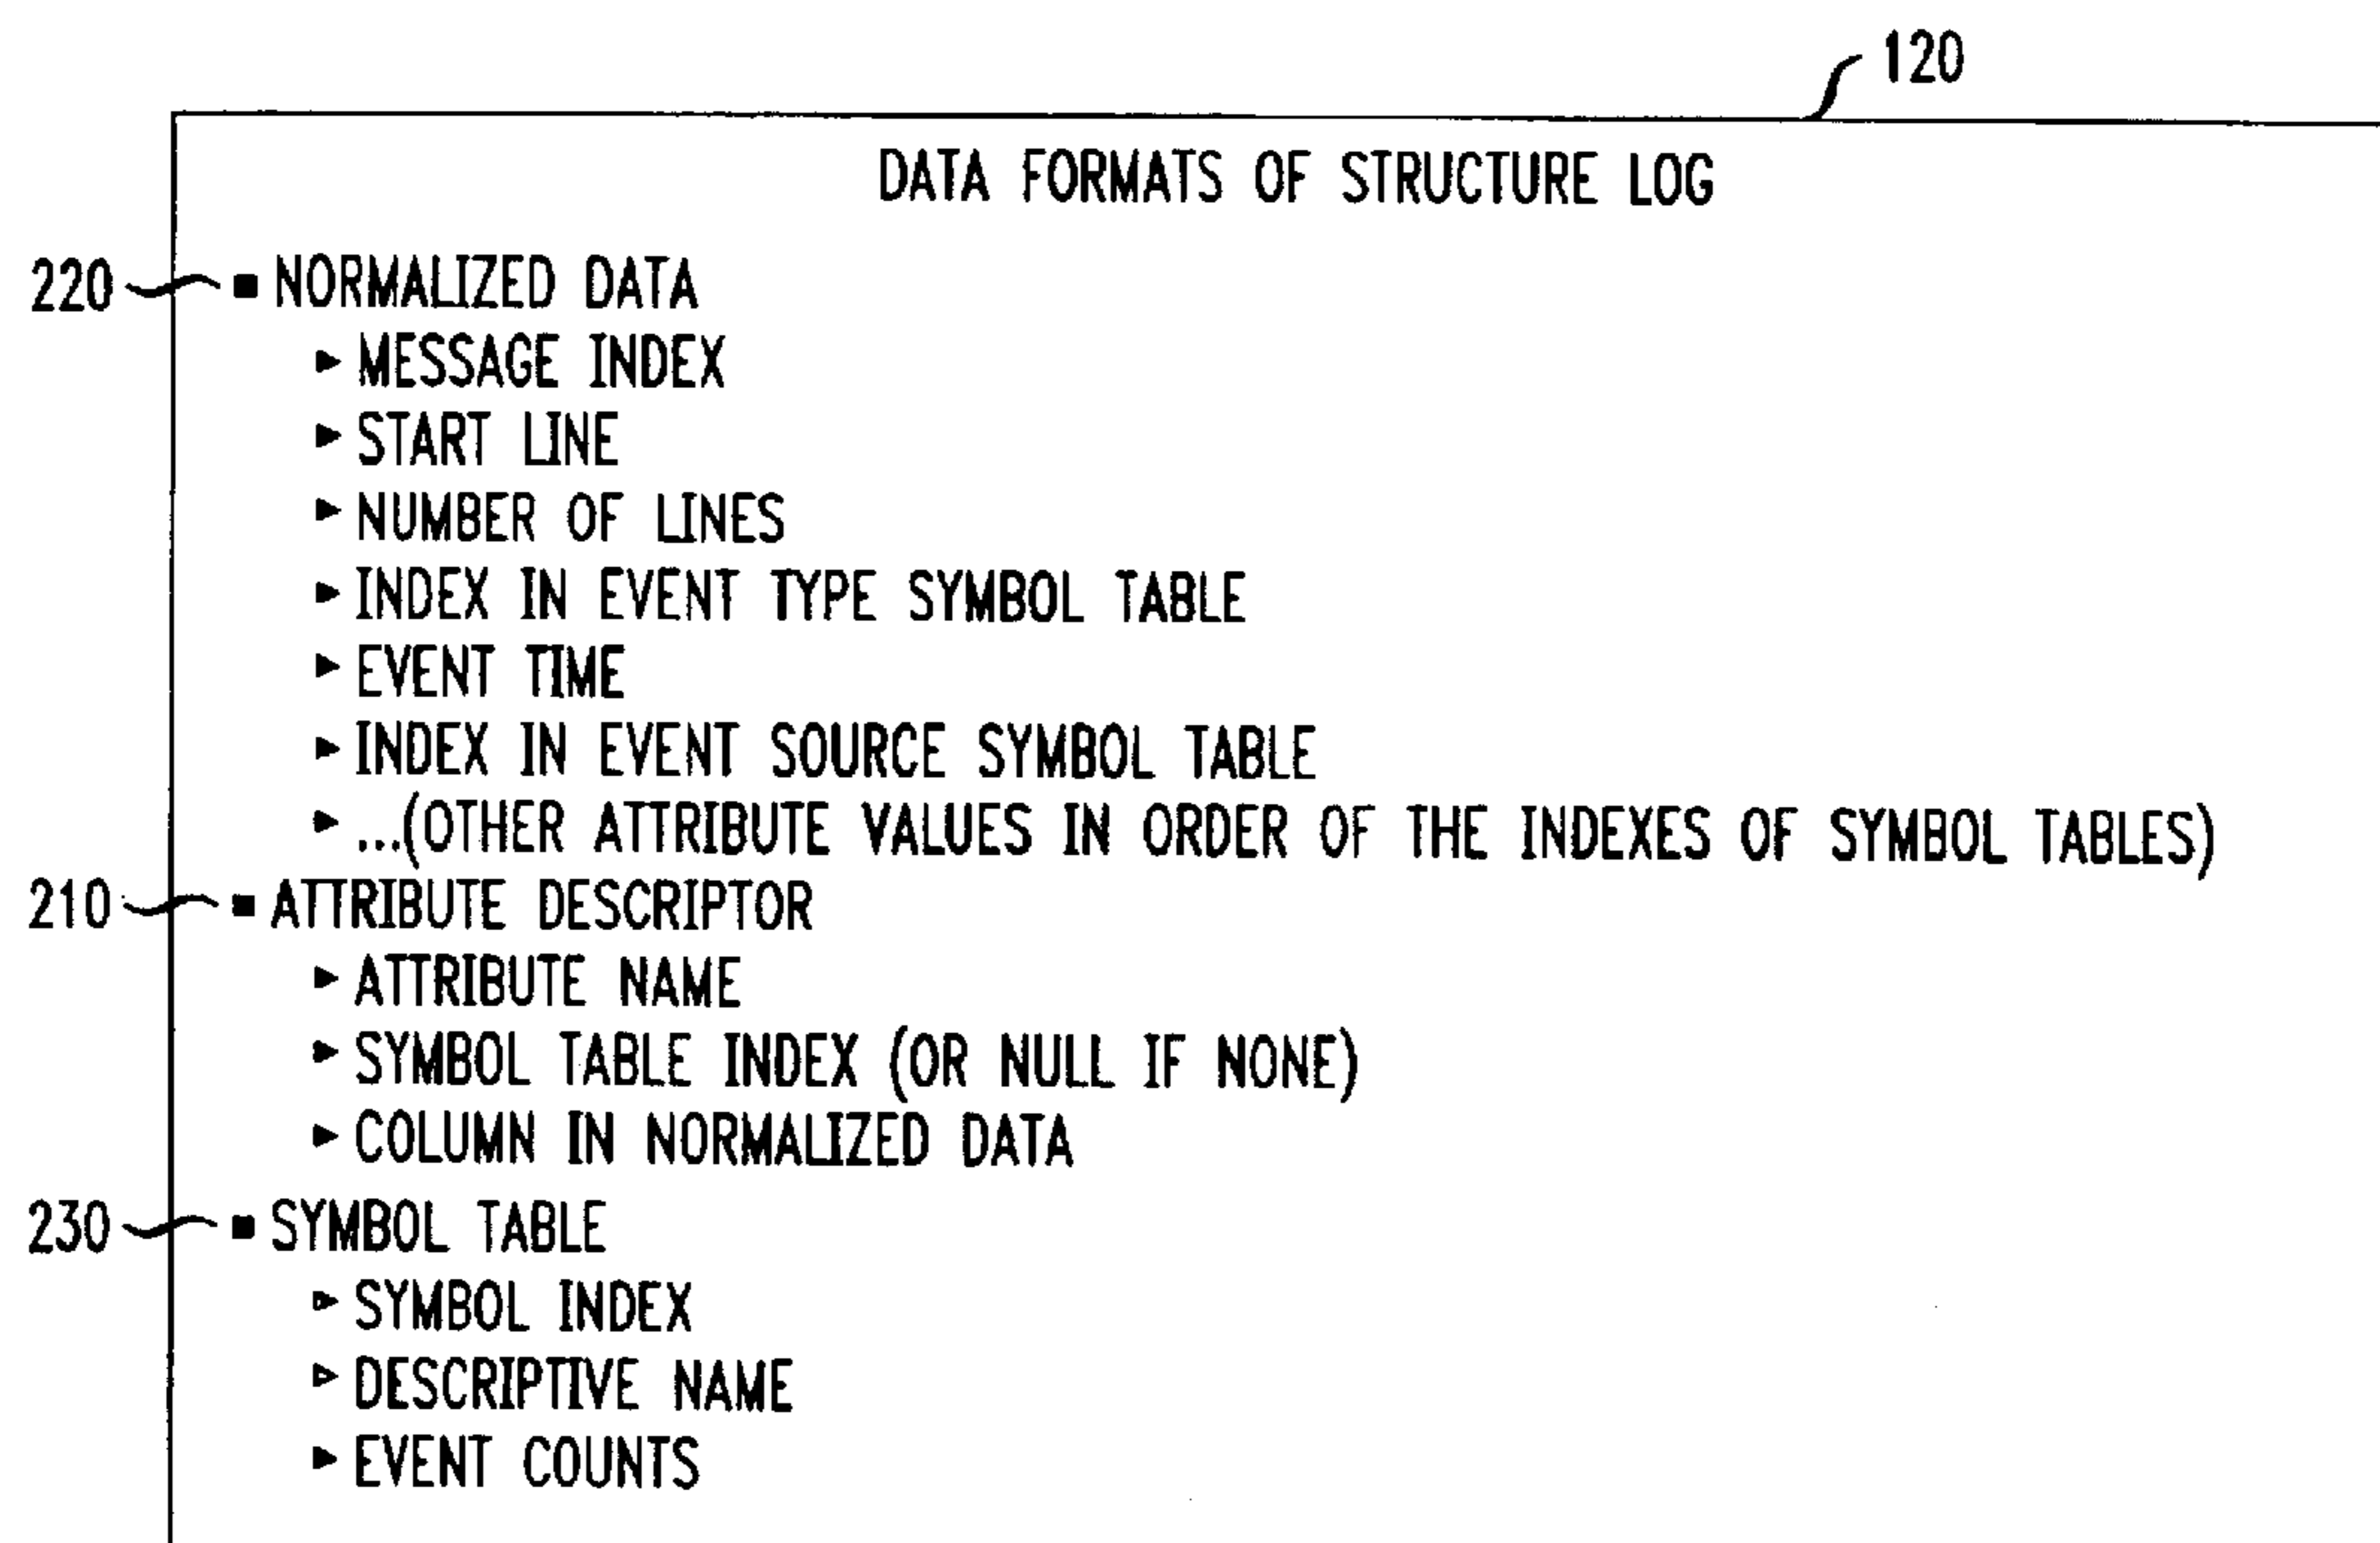 120
DATA FORMATS OF STRUCTURE LOG
220 ■ NORMALIZED DATA
► MESSAGE INDEX
► START LINE
► NUMBER OF LINES
► INDEX IN EVENT TYPE SYMBOL TABLE
► EVENT TIME
► INDEX IN EVENT SOURCE SYMBOL TABLE
► ...(OTHER ATTRIBUTE VALUES IN ORDER OF THE INDEXES OF SYMBOL TABLES)
210 ■ ATTRIBUTE DESCRIPTOR
► ATTRIBUTE NAME
► SYMBOL TABLE INDEX (OR NULL IF NONE)
► COLUMN IN NORMALIZED DATA
230 ■ SYMBOL TABLE
► SYMBOL INDEX
► DESCRIPTIVE NAME
► EVENT COUNTS